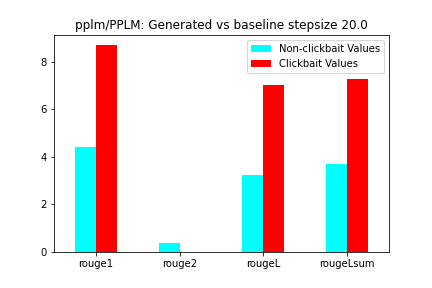 pplm/PPLM: Generated vs baseline stepsize 20.0
Non-clickbait Values
Clickbait Values
8
6
4
2
0
rouge1 rouge2 rougeL rougeLsum